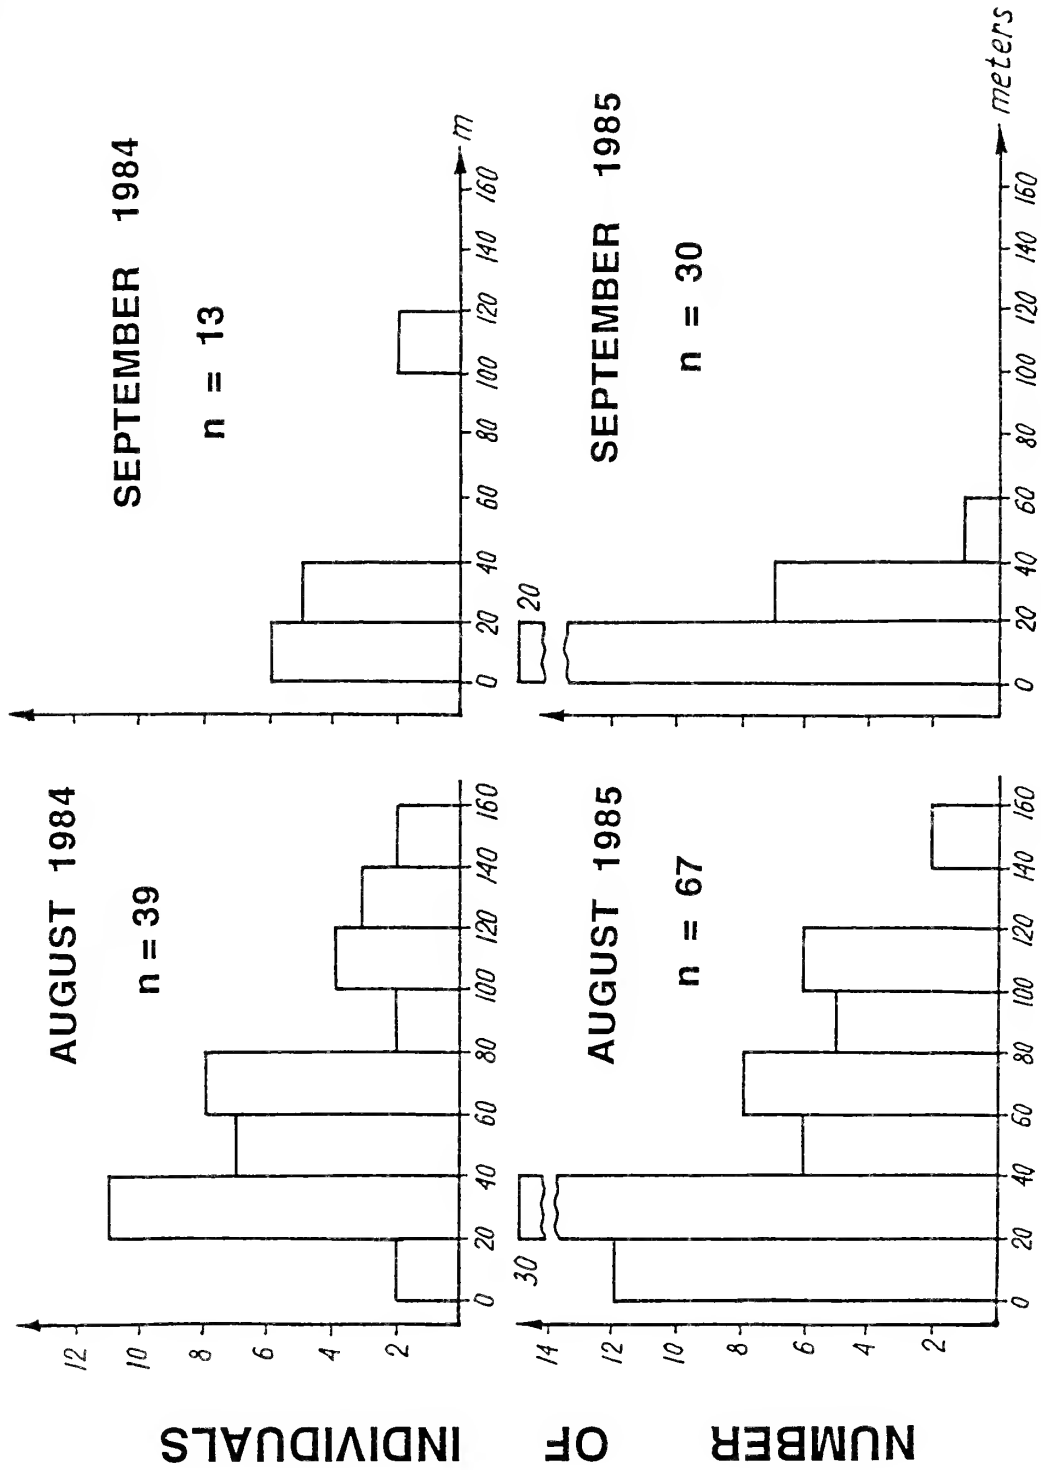 AUGUST 1984
n = 39
12
10
8
6
4
2
0 20 40 60 80 100 120 140 160
SEPTEMBER 1984
n = 13
0 20 40 60 80 100 120 140 160 m
AUGUST 1985
n = 67
30
14
12
10
8
6
4
2
0 20 40 60 80 100 120 140 160
SEPTEMBER 1985
n = 30
20
0 20 40 60 80 100 120 140 160 meters
NUMBER OF INDIVIDUALS